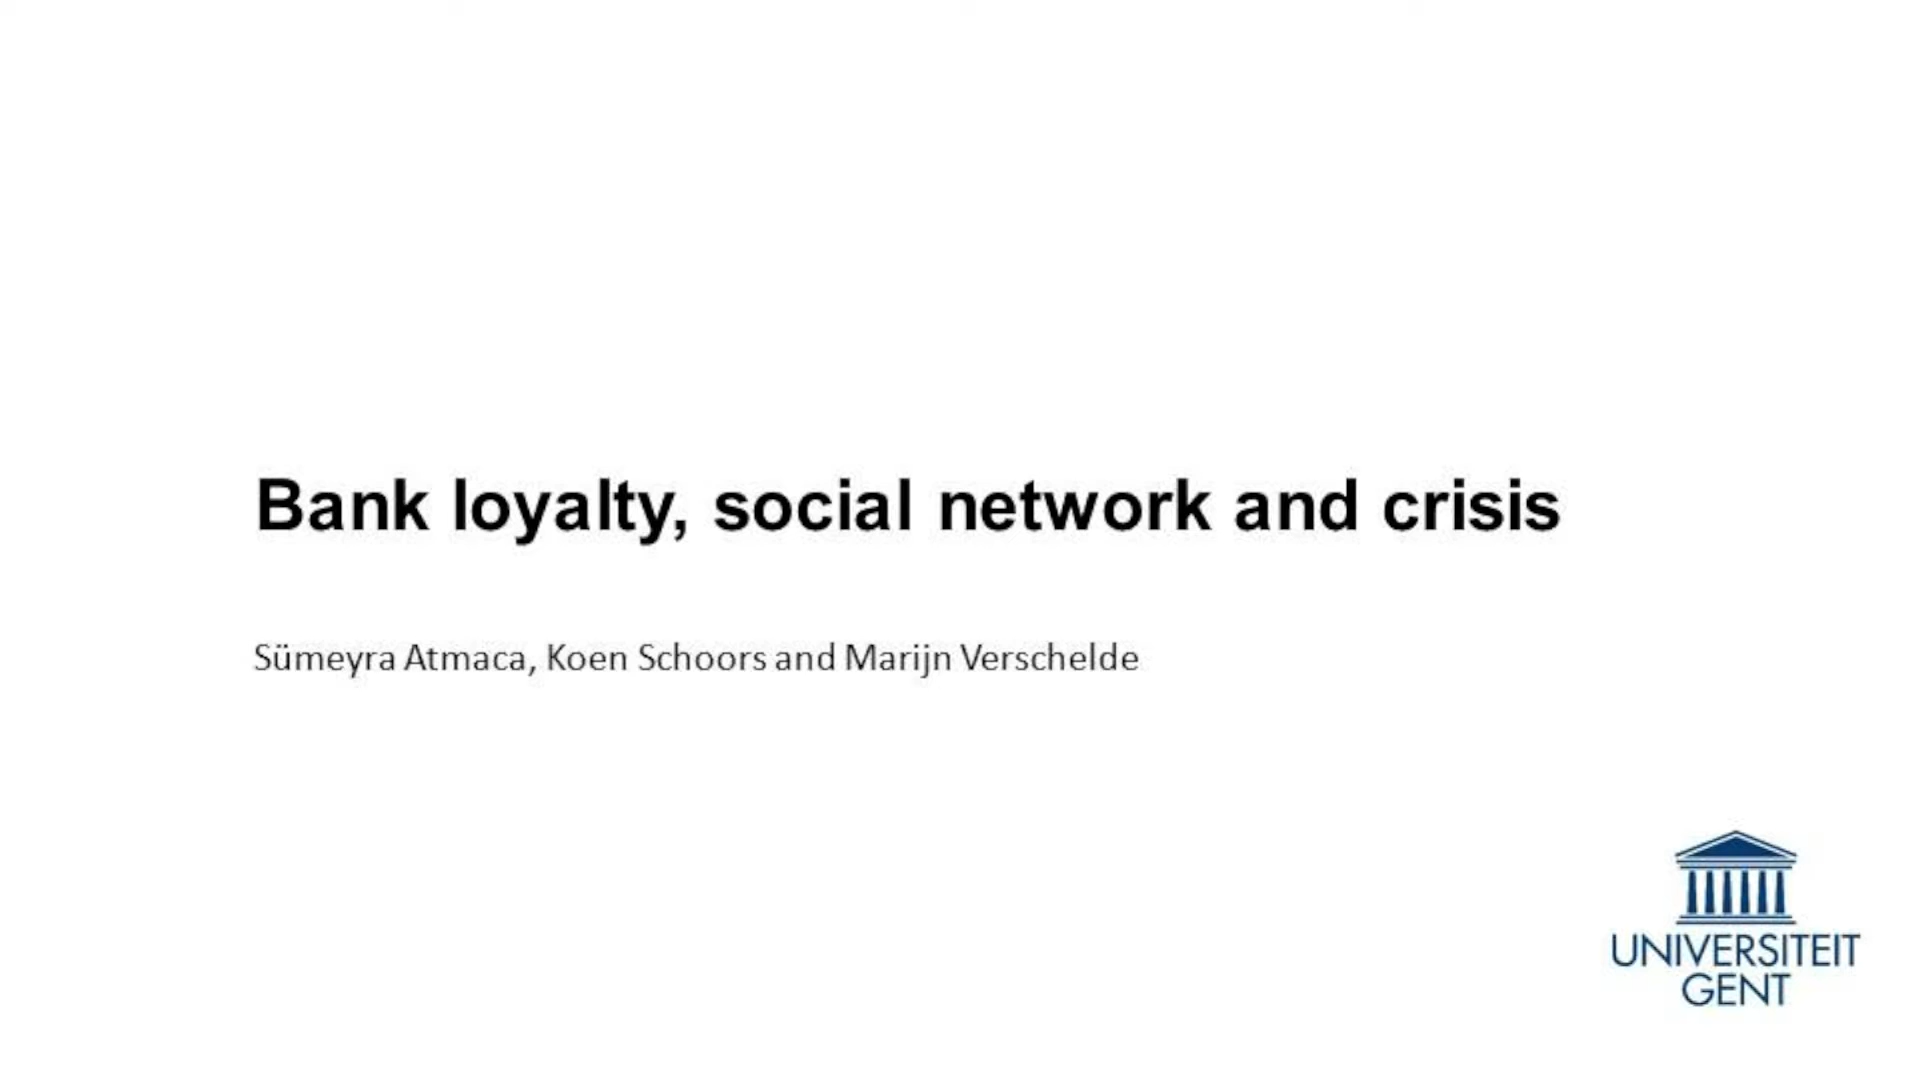 Bank loyalty, social network and crisis
Sümeyra Atmaca, Koen Schoors and Marijn Verschelde
UNIVERSITEIT
GENT